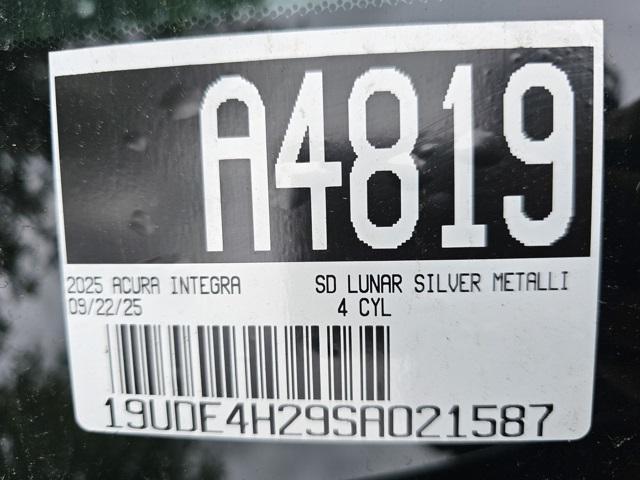 A4819
2025 ACURA INTEGRA SD LUNAR SILVER METALLI
09/22/25 4 CYL
19UDE4H29SA021587